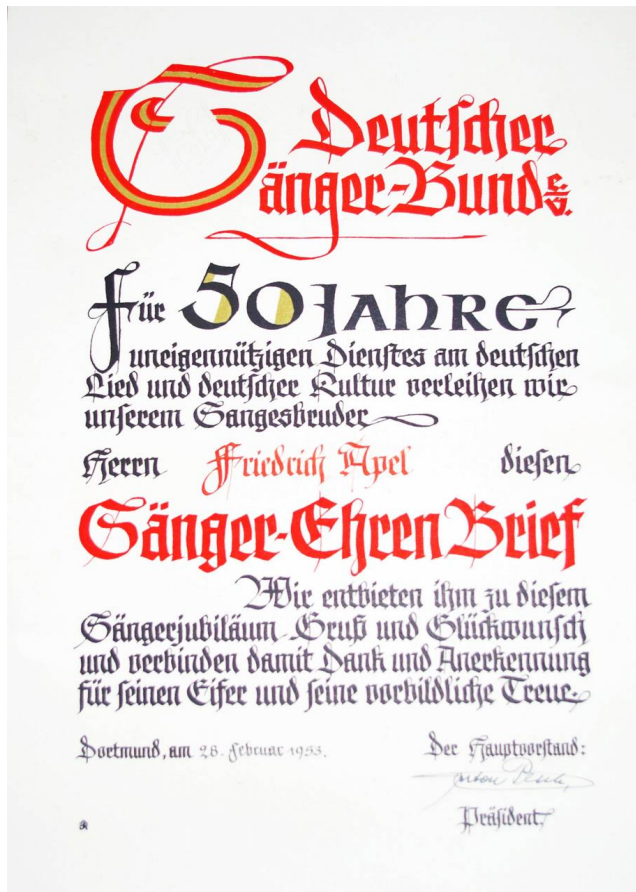 Deutscher
Sänger-Bund e.V.
Für 50 JAHRE
uneigennützigen Dienstes am deutschen
Lied und deutscher Kultur verleihen wir
unserem Sangesbruder
Herrn Friedrich Apel diesen
Sänger-Ehren Brief
Wir entbieten ihm zu diesem
Sängerjubiläum Gruß und Glückwunsch
und verbinden damit Dank und Anerkennung
für seinen Eifer und seine vorbildliche Treue.
Dortmund, am 28. Februar 1953.
Der Hauptvorstand:
Präsident